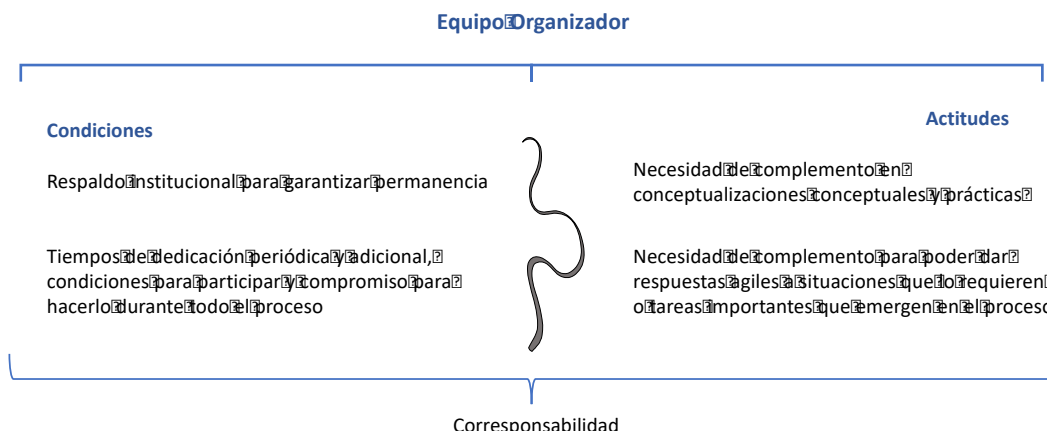 Equipo Organizador
Condiciones
Respaldo institucional para garantizar permanencia
Tiempos de dedicación periódica y adicional,
condiciones para participar y compromiso para
hacerlo durante todo el proceso
Actitudes
Necesidad de complemento en
conceptualizaciones conceptuales y prácticas
Necesidad de complemento para poder dar
respuestas agiles a situaciones que lo requieren
o tareas importantes que emergen en el proceso
Corresponsabilidad